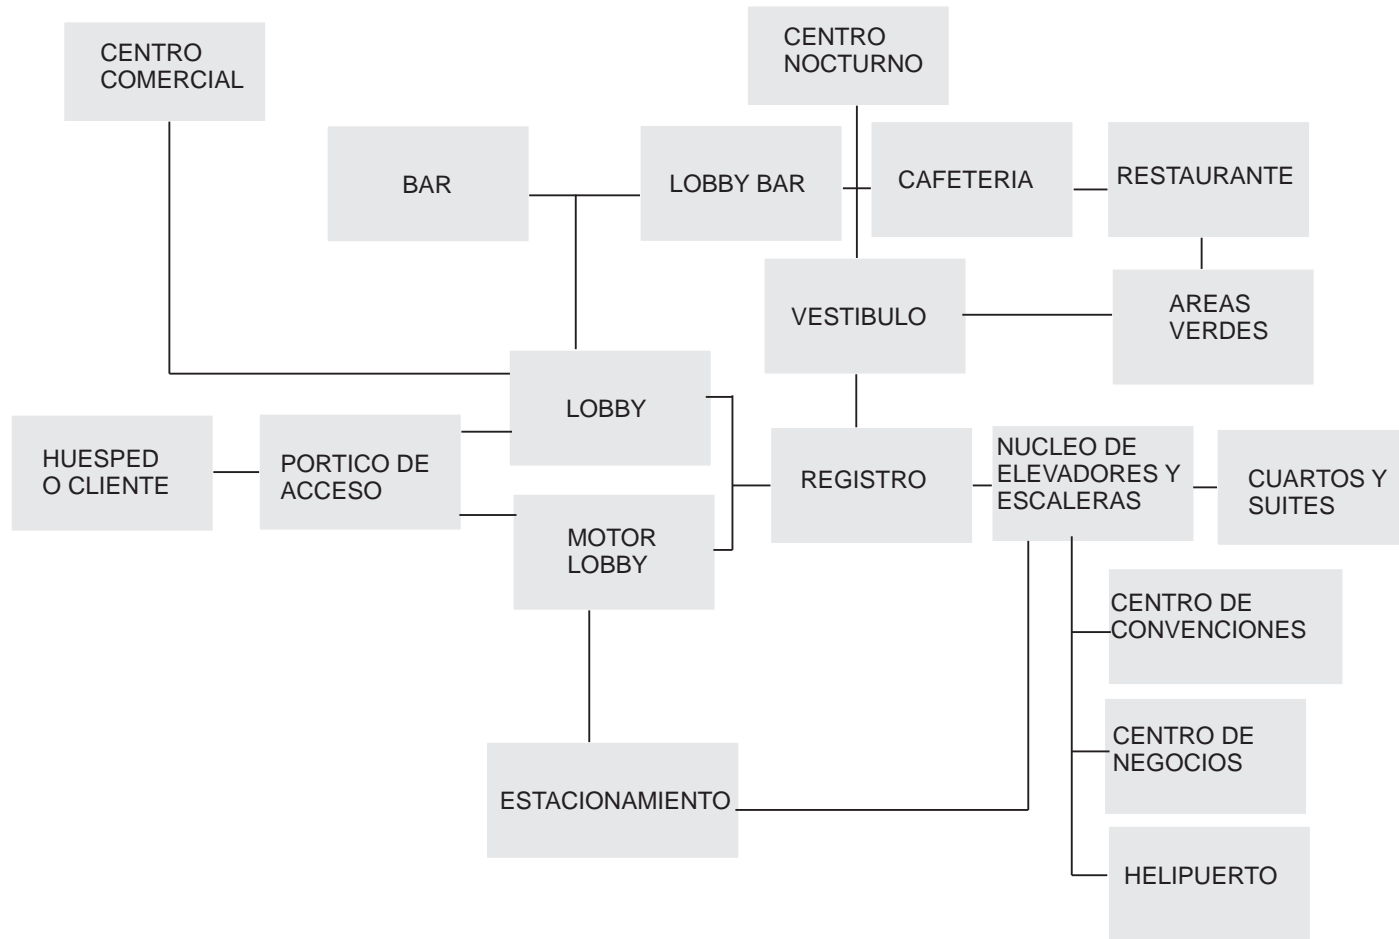 CENTRO
COMERCIAL
CENTRO
NOCTURNO
BAR
LOBBY BAR
CAFETERIA
RESTAURANTE
VESTIBULO
AREAS
VERDES
LOBBY
HUESPED
O CLIENTE
PORTICO DE
ACCESO
MOTOR
LOBBY
REGISTRO
NUCLEO DE
ELEVADORES Y
ESCALERAS
CUARTOS Y
SUITES
CENTRO DE
CONVENCIONES
CENTRO DE
NEGOCIOS
ESTACIONAMIENTO
HELIPUERTO